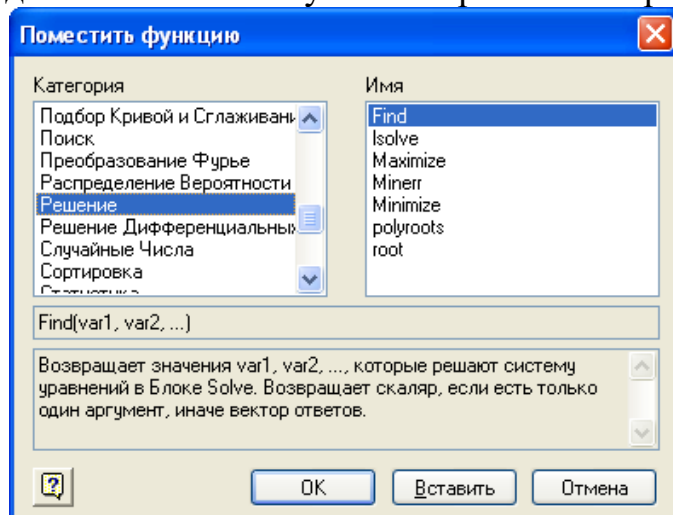 Поместить функцию
Категория
Имя
Подбор Кривой и Сглаживани
Поиск
Преобразование Фурье
Распределение Вероятности
Решение
Решение Дифференциальны
Случайные Числа
Сортировка
Статистика
Find
lsolve
Maximize
Minerr
Minimize
polyroots
root
Find(var1, var2, ...)
Возвращает значения var1, var2, ..., которые решают систему
уравнений в Блоке Solve. Возвращает скаляр, если есть только
один аргумент, иначе вектор ответов.
OK
Вставить
Отмена